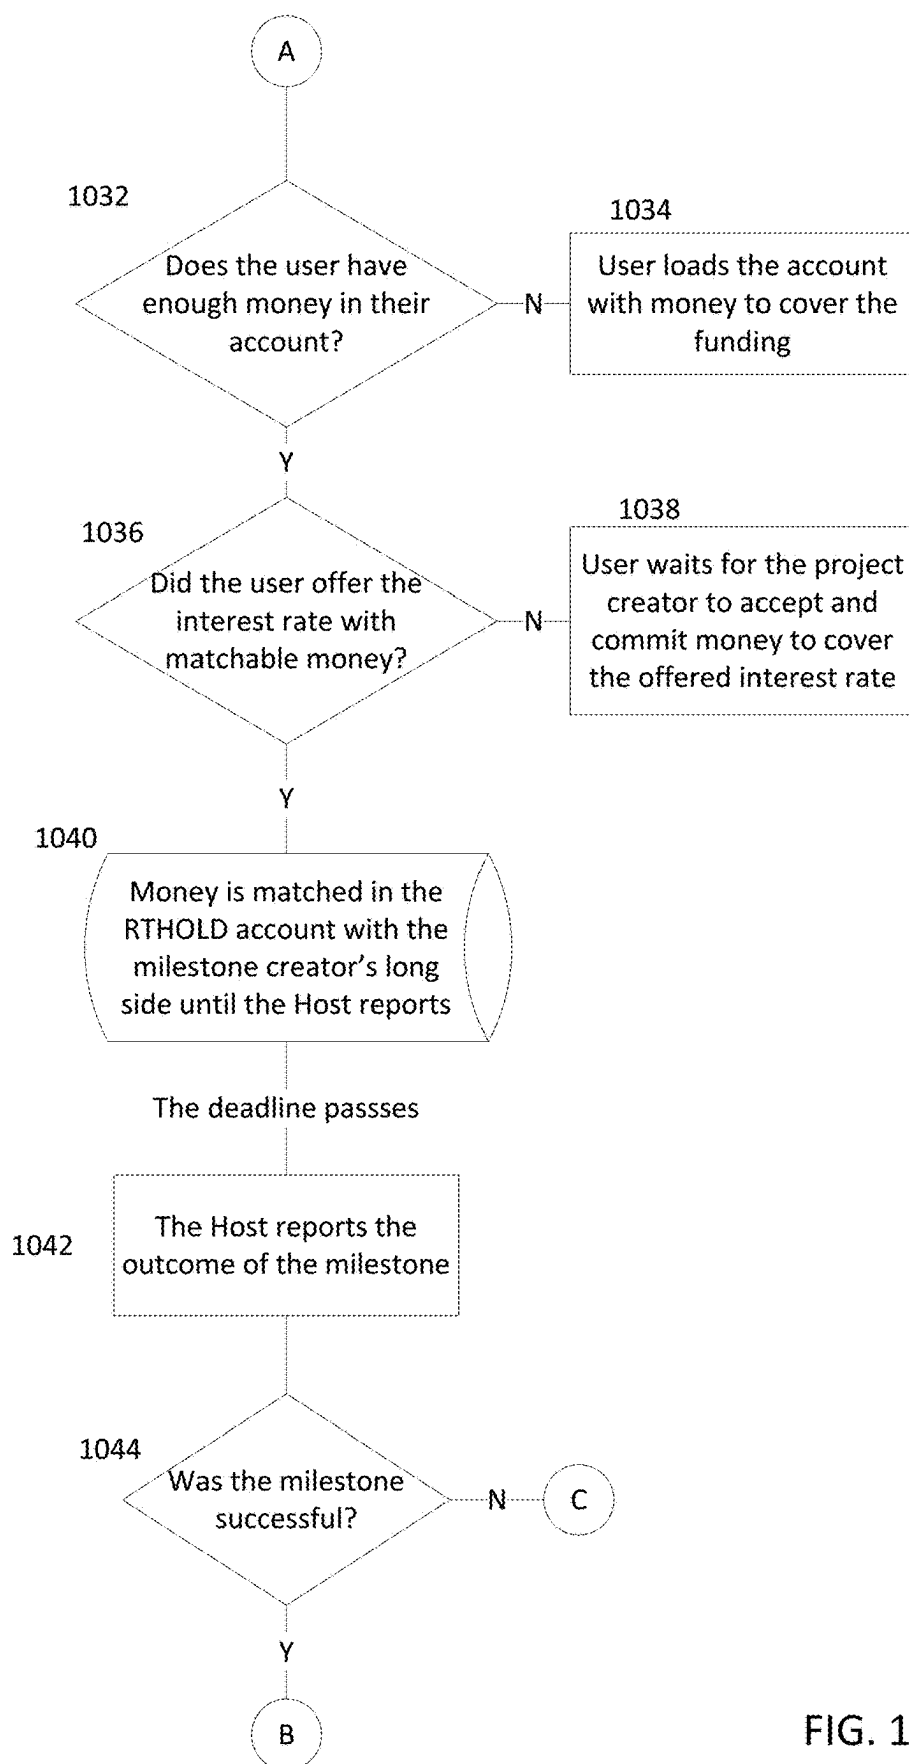 A
1032
Does the user have
enough money in their
account?
N
1034
User loads the account
with money to cover the
funding
Y
1036
Did the user offer the
interest rate with
matchable money?
N
1038
User waits for the project
creator to accept and
commit money to cover
the offered interest rate
Y
1040
Money is matched in the
RTHOLD account with the
milestone creator's long
side until the Host reports
The deadline passses
1042
The Host reports the
outcome of the milestone
1044
Was the milestone
successful?
N
C
Y
B
FIG. 1